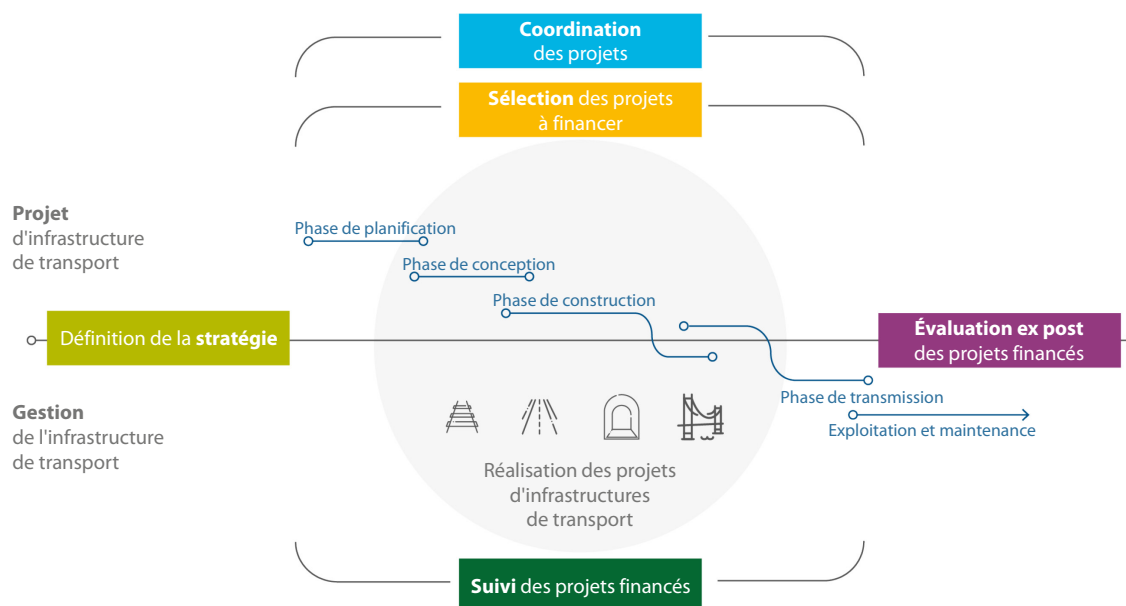 Coordination
des projets
Sélection des projets
à financer
Projet
d'infrastructure
de transport
Phase de planification
Phase de conception
Phase de construction
Définition de la stratégie
Évaluation ex post
des projets financés
Phase de transmission
Exploitation et maintenance
Gestion
de l'infrastructure
de transport
Réalisation des projets
d'infrastructures
de transport
Suivi des projets financés